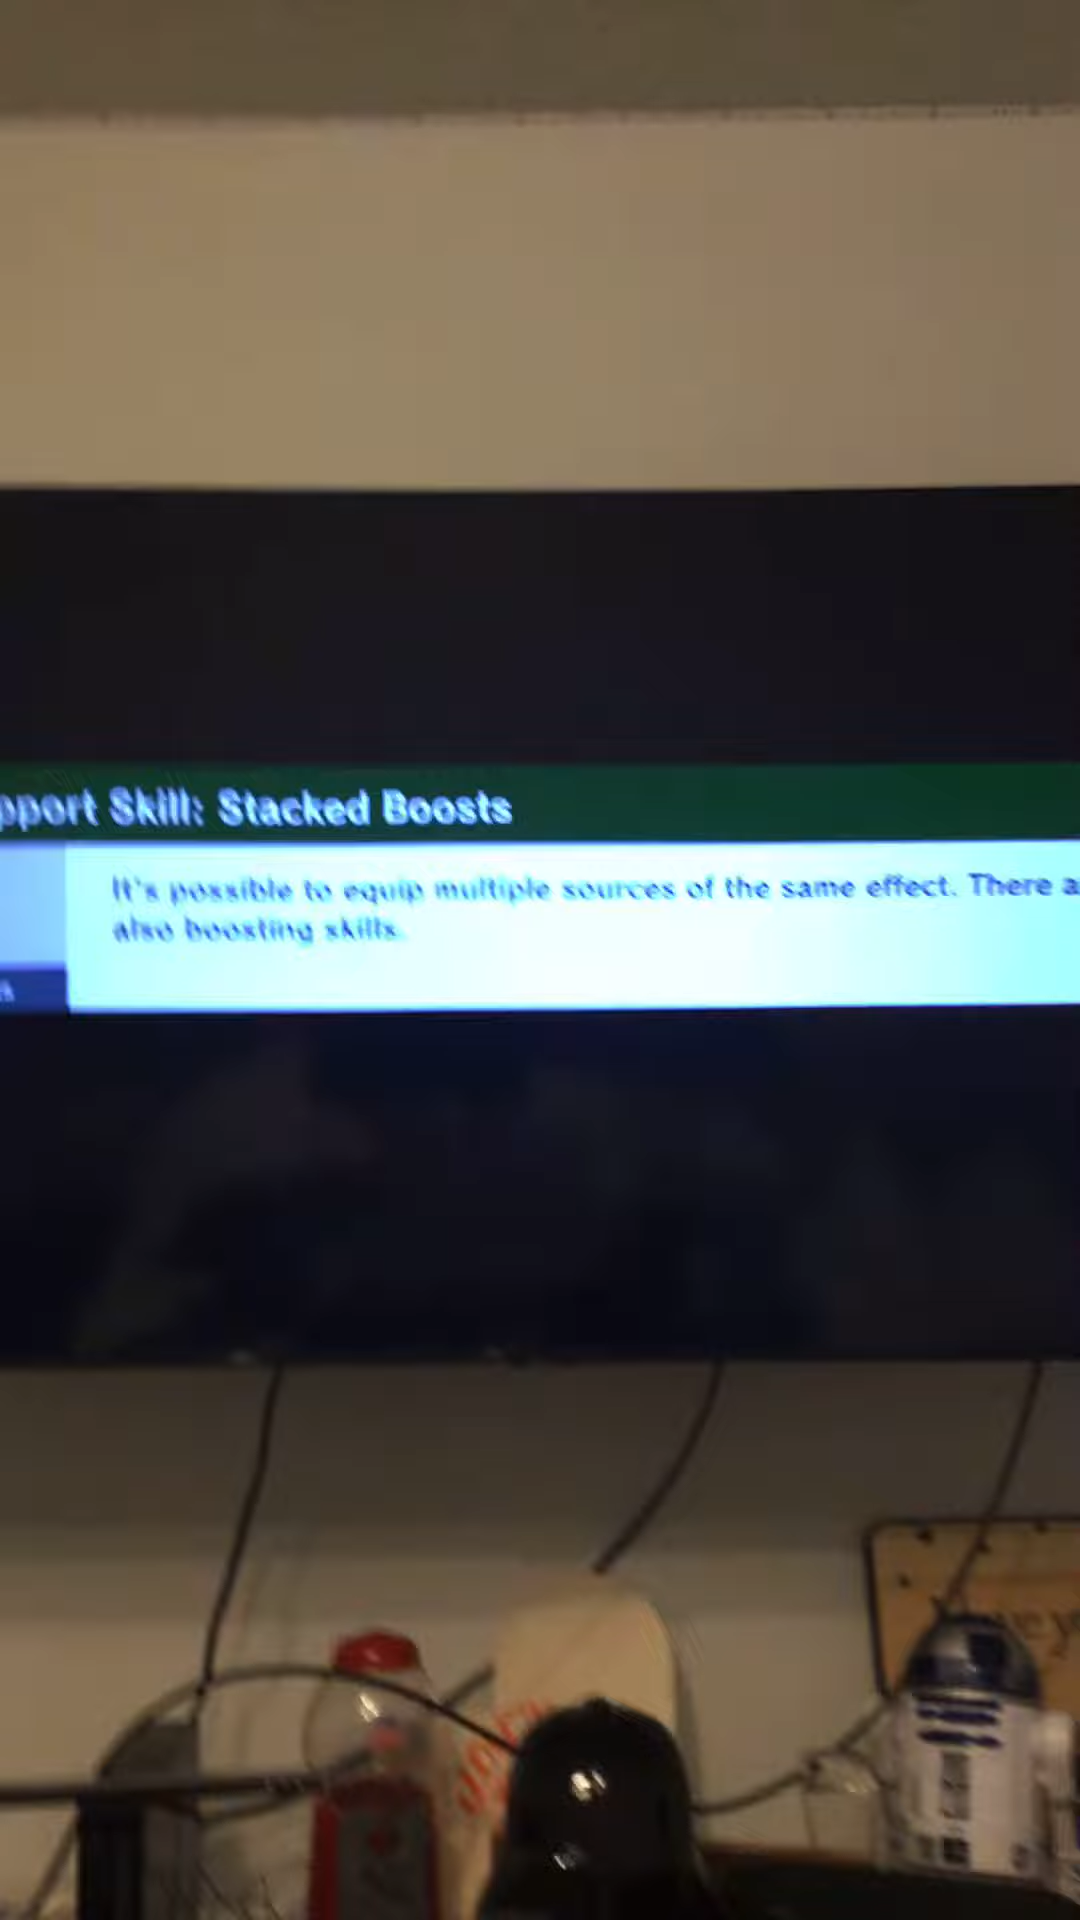 pport Skill: Stacked Boosts
It's possible to equip multiple sources of the same effect. There a
also boosting skills.